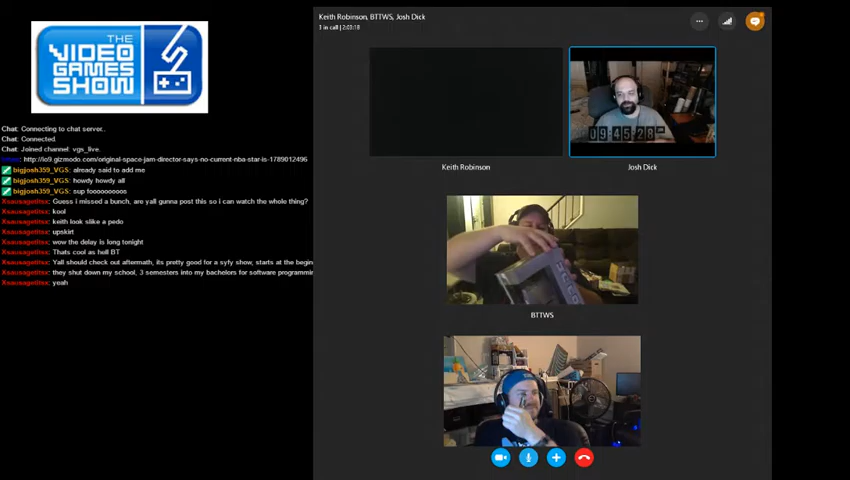 THE
VIDEO
GAMES
SHOW
Chat: Connecting to chat server..
Chat: Connected.
Chat: Joined channel: vgs_live.
http://io9.gizmodo.com/original-space-jam-director-says-no-current-nba-star-is-1789012496
bigjosh359_VGS: already said to add me
bigjosh359_VGS: howdy howdy all
bigjosh359_VGS: sup foooooooooo
Xsausagetitsx: Guess i missed a bunch, are yall gunna post this so i can watch the whole thing?
Xsausagetitsx: kool
Xsausagetitsx: keith look slike a pedo
Xsausagetitsx: upskirt
Xsausagetitsx: wow the delay is long tonight
Xsausagetitsx: Thats cool as hell BT
Xsausagetitsx: Yall should check out aftermath, its pretty good for a syfy show, starts at the begin
Xsausagetitsx: they shut down my school, 3 semesters into my bachelors for software programmin
Xsausagetitsx: yeah
Keith Robinson, BTTWS, Josh Dick
in call | 2:03:18
09:45:28
Keith Robinson
Josh Dick
BTTWS